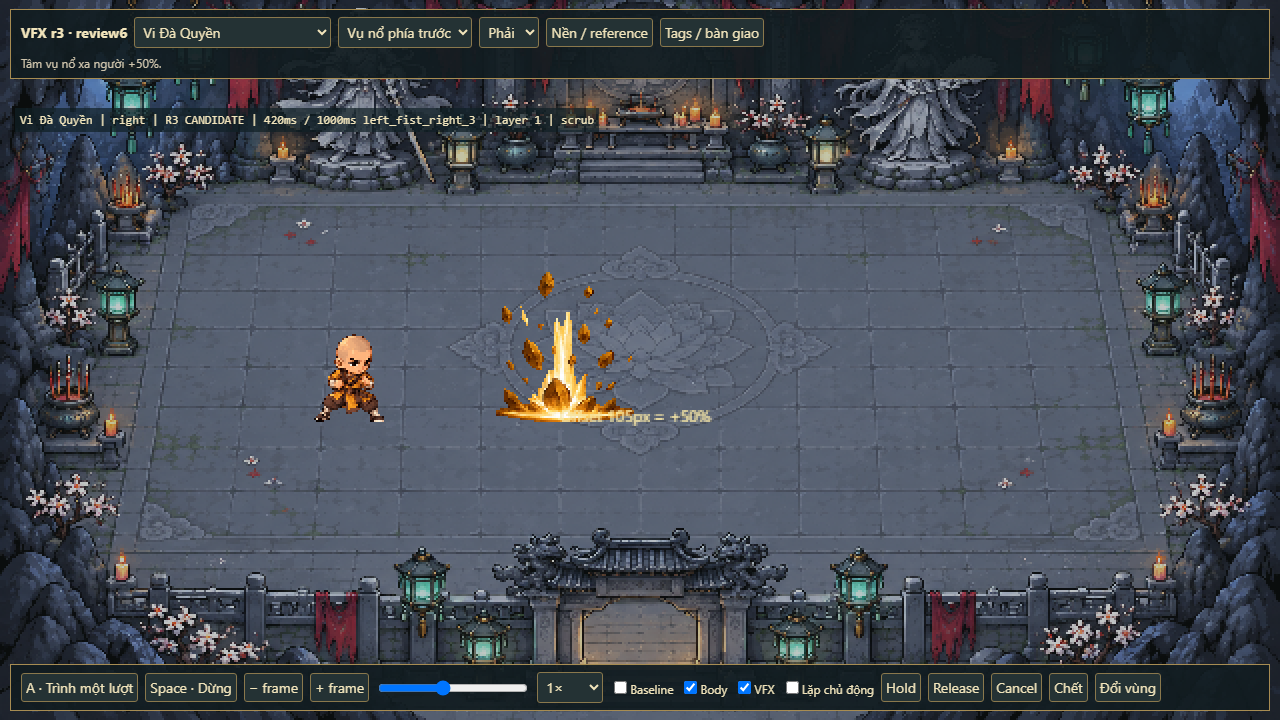 VFX r3 · review6 Vi Đà Quyền Vụ nổ phía trước Phải Nền / reference Tags / bàn giao
Tâm vụ nổ xa người +50%.
Vi Đà Quyền | right | R3 CANDIDATE | 420ms / 1000ms left_fist_right_3 | layer 1 | scrub
105px = +50%
A · Trình một lượt Space · Dừng − frame + frame 1× Baseline Body VFX Lặp chủ động Hold Release Cancel Chết Đổi vùng